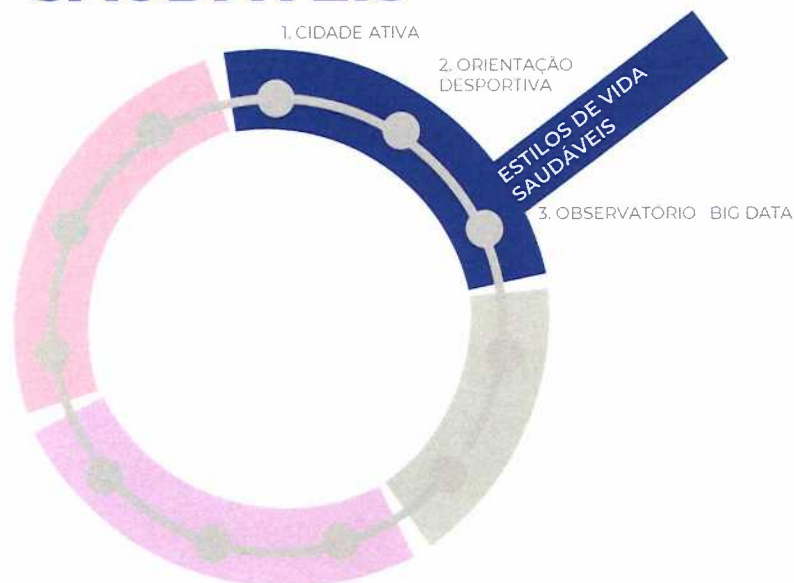 1. CIDADE ATIVA
2. ORIENTAÇÃO
DESPORTIVA
ESTILOS DE VIDA
SAUDÁVEIS
3. OBSERVATÓRIO BIG DATA